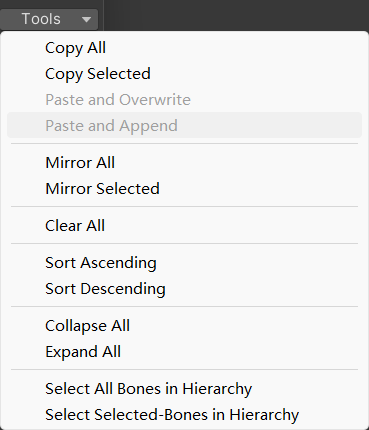 Tools
Copy All
Copy Selected
Paste and Overwrite
Paste and Append
Mirror All
Mirror Selected
Clear All
Sort Ascending
Sort Descending
Collapse All
Expand All
Select All Bones in Hierarchy
Select Selected-Bones in Hierarchy